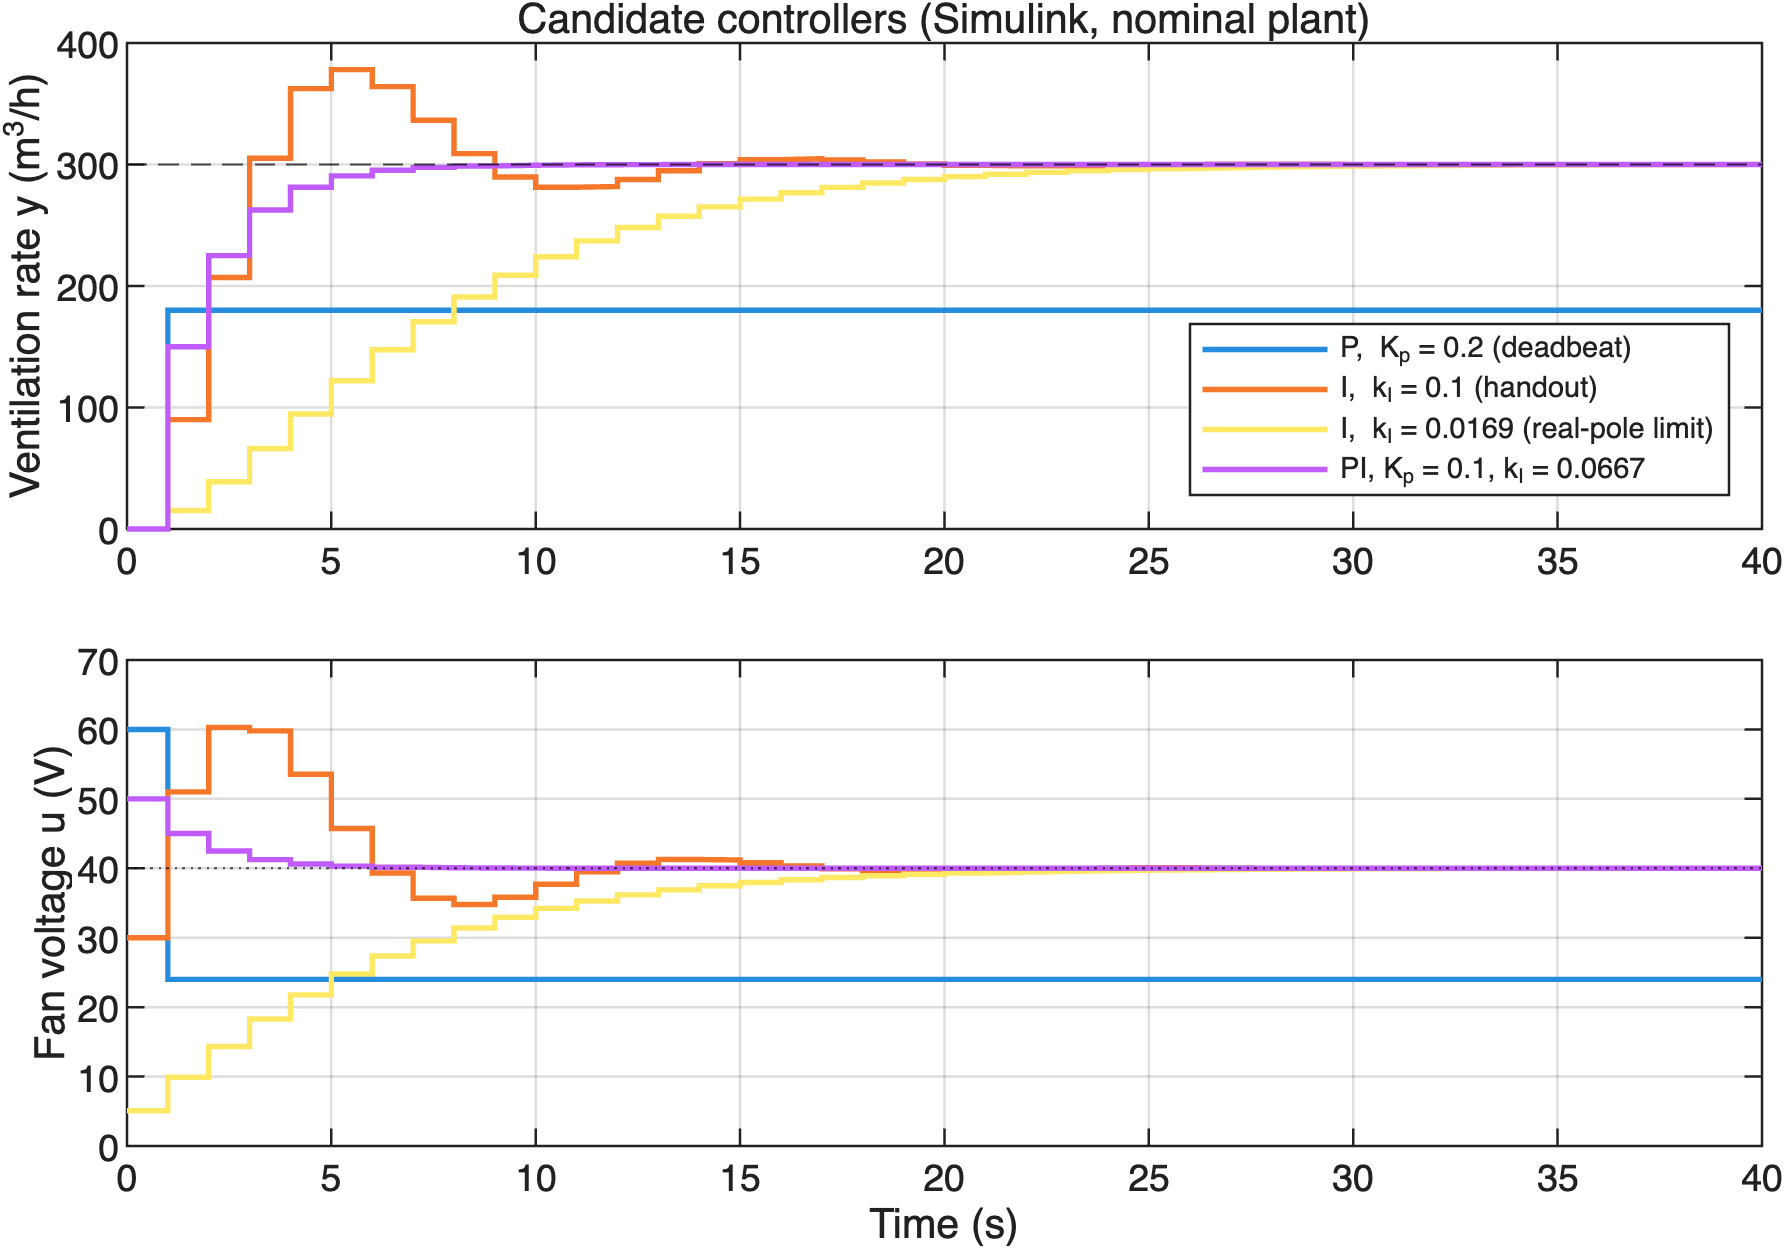 Candidate controllers (Simulink, nominal plant)
Ventilation rate y (m³/h)
400
300
200
100
0
0 5 10 15 20 25 30 35 40
P, Kₚ = 0.2 (deadbeat)
I, k_I = 0.1 (handout)
I, k_I = 0.0169 (real-pole limit)
PI, Kₚ = 0.1, k_I = 0.0667
Fan voltage u (V)
70
60
50
40
30
20
10
0
0 5 10 15 20 25 30 35 40
Time (s)